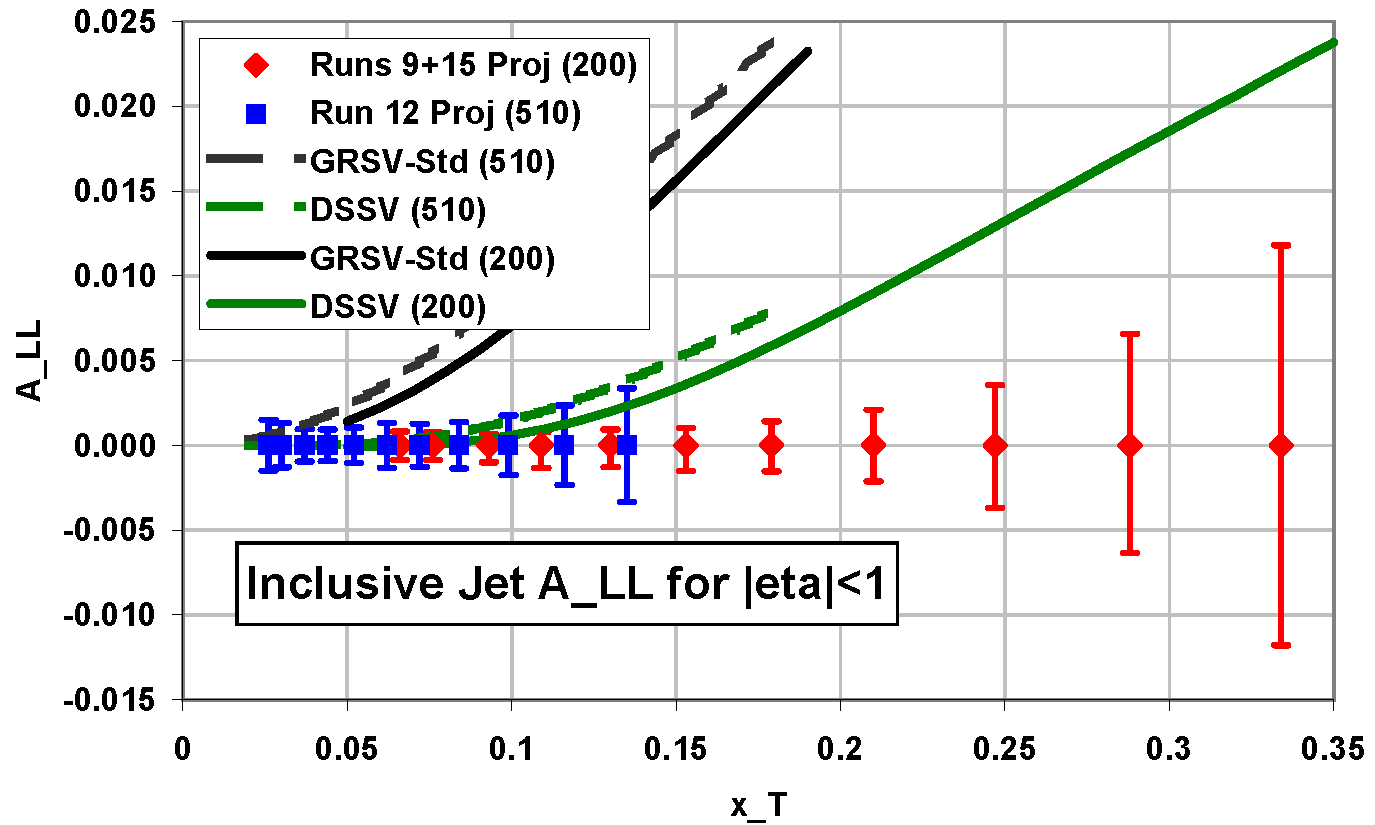 0.025
0.020
0.015
0.010
0.005
0.000
-0.005
-0.010
-0.015
A_LL
Runs 9+15 Proj (200)
Run 12 Proj (510)
GRSV-Std (510)
DSSV (510)
GRSV-Std (200)
DSSV (200)
Inclusive Jet A_LL for |eta|<1
0 0.05 0.1 0.15 0.2 0.25 0.3 0.35
x_T